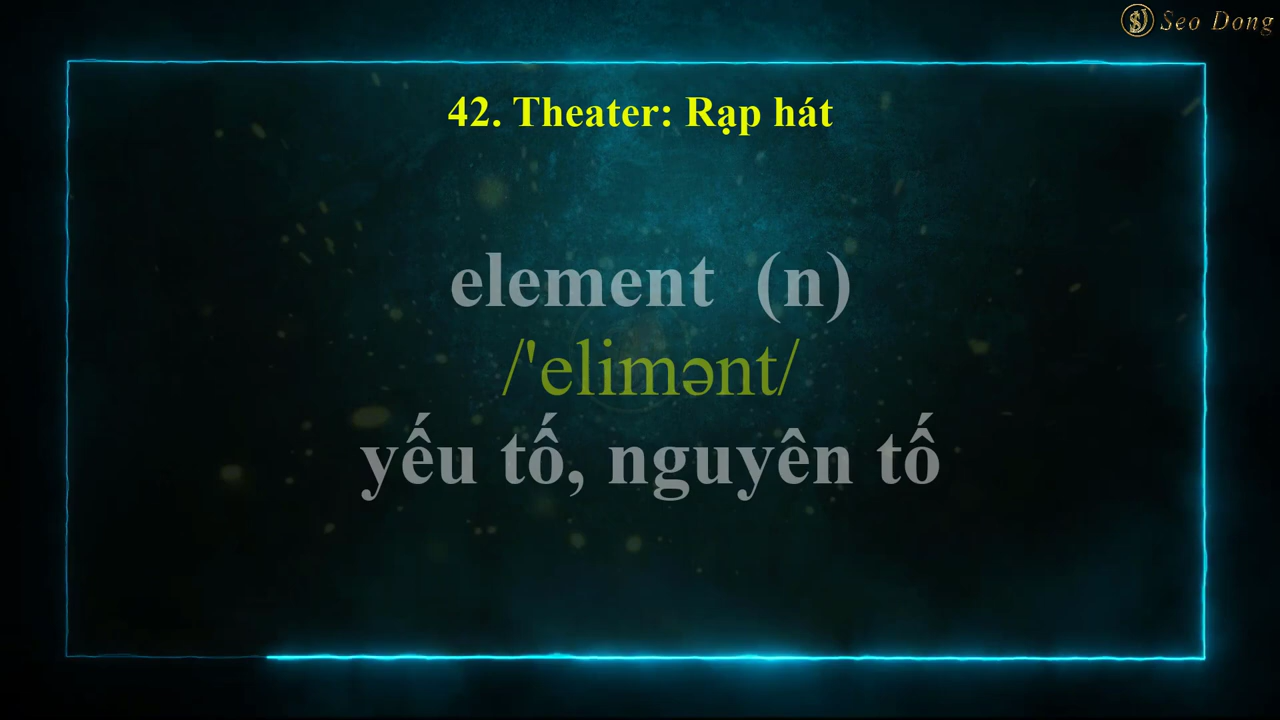 Seo Dong
42. Theater: Rạp hát
element (n)
/'elimənt/
yếu tố, nguyên tố